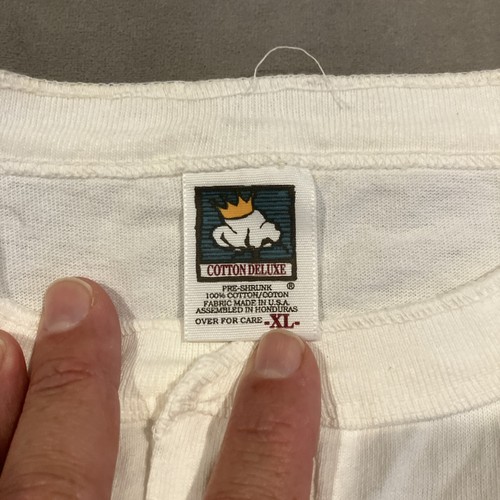 COTTON DELUXE
®
PRE-SHRUNK
100% COTTON/COTON
FABRIC MADE IN U.S.A.
ASSEMBLED IN HONDURAS
OVER FOR CARE -XL-